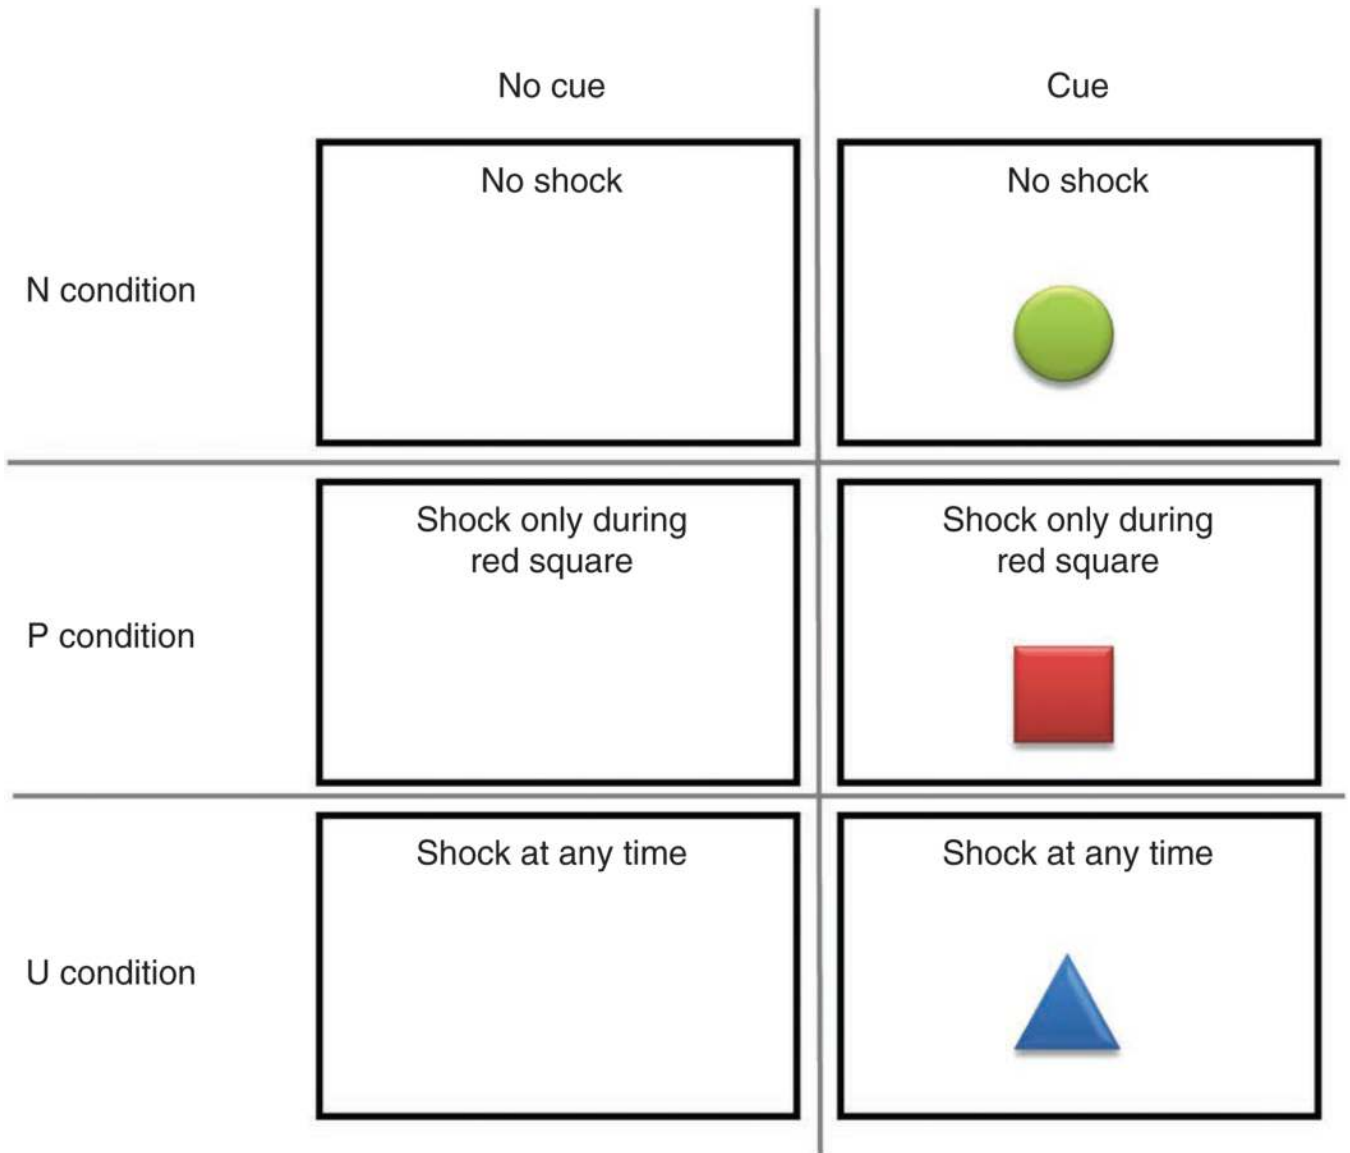 No cue
Cue
N condition
No shock
No shock
P condition
Shock only during
red square
Shock only during
red square
U condition
Shock at any time
Shock at any time